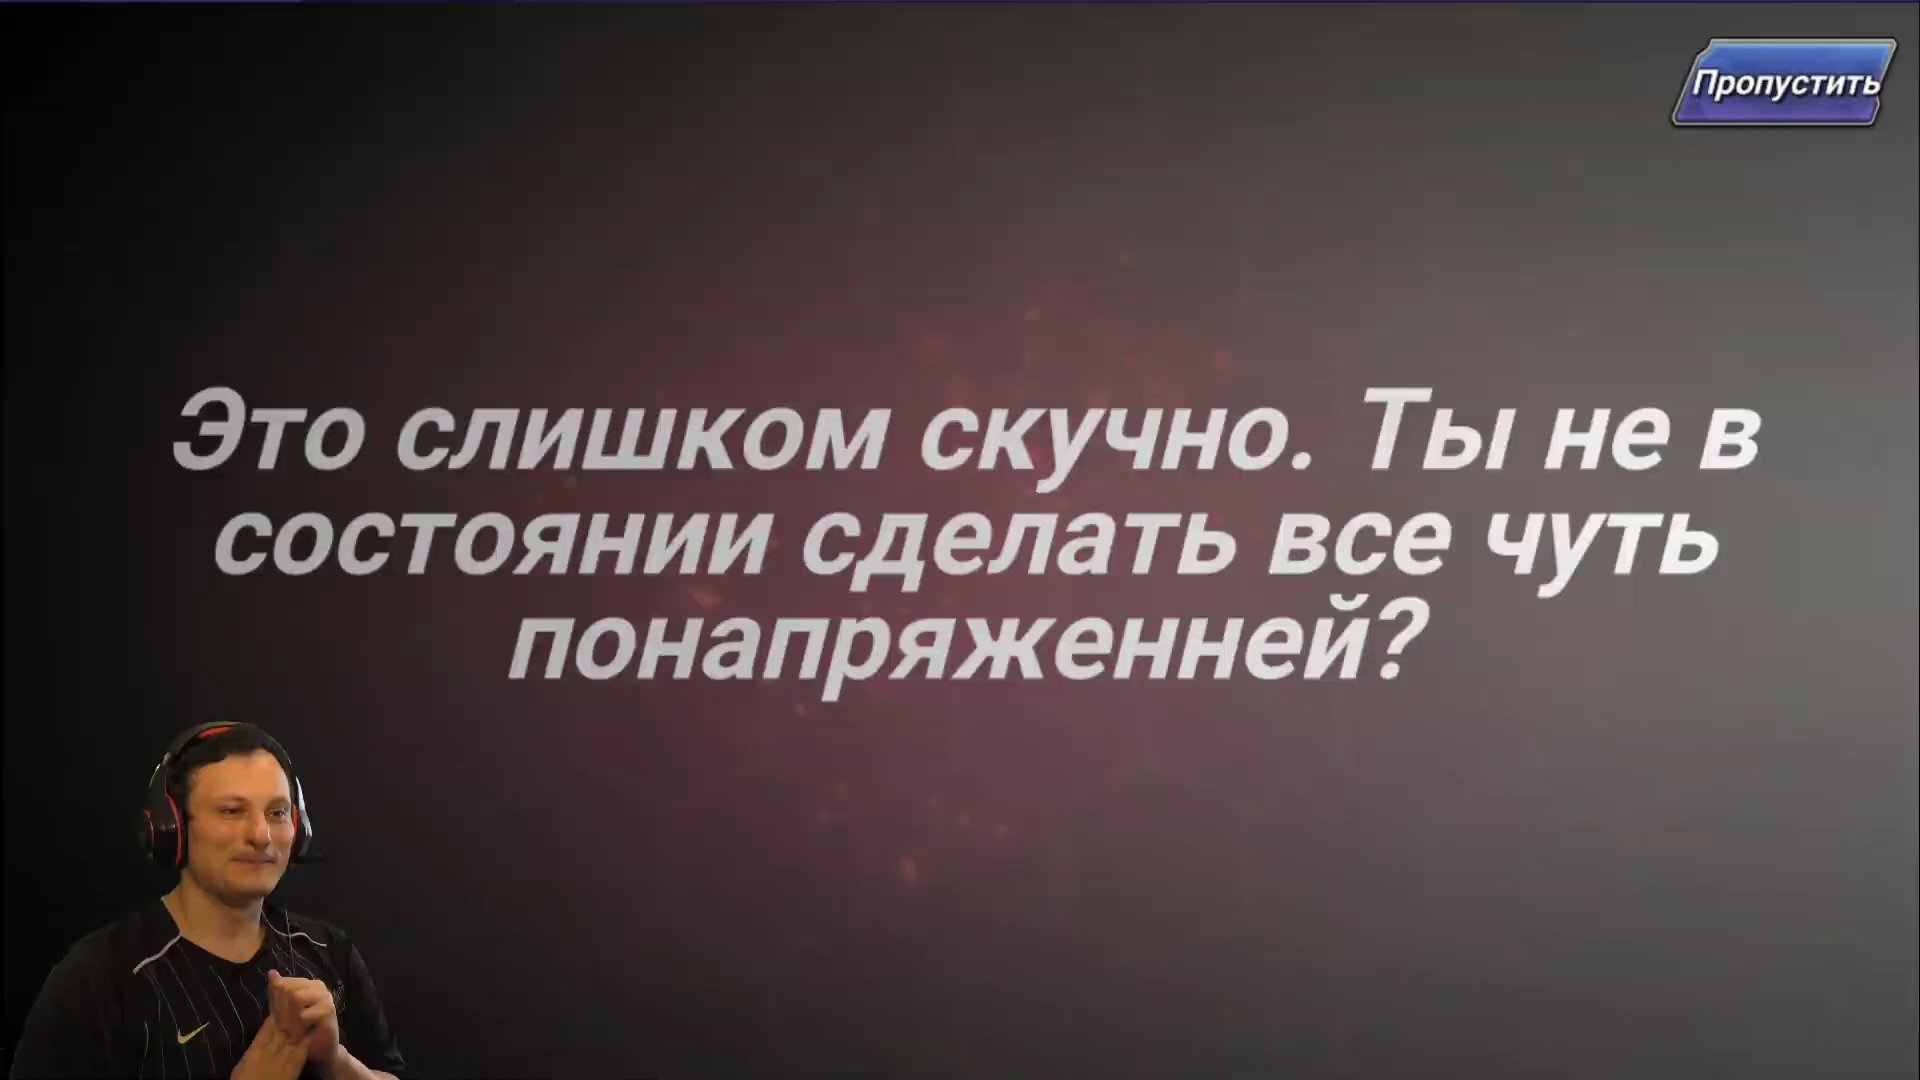 Пропустить
Это слишком скучно. Ты не в
состоянии сделать все чуть
понапряженней?